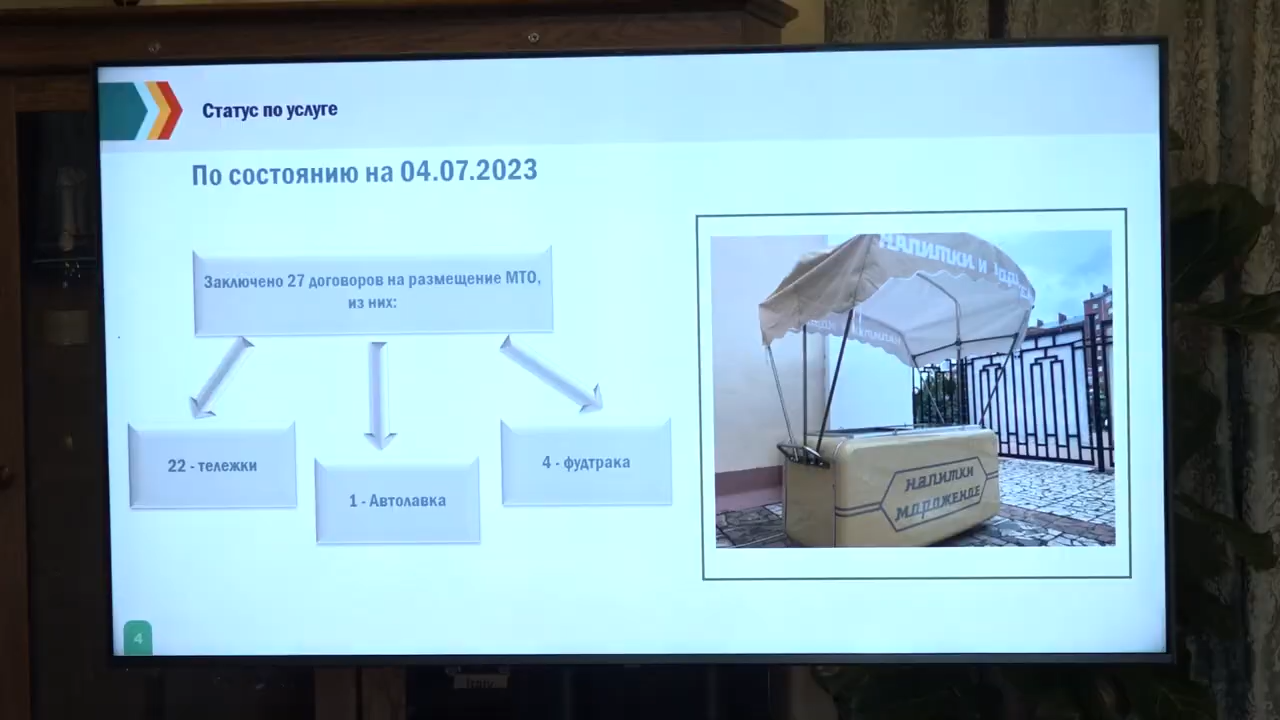 Статус по услуге
По состоянию на 04.07.2023
Заключено 27 договоров на размещение МТО,
из них:
22 - тележки
1 - Автолавка
4 - фудтрака
напитки и
напитки
мороженое
4
Italy